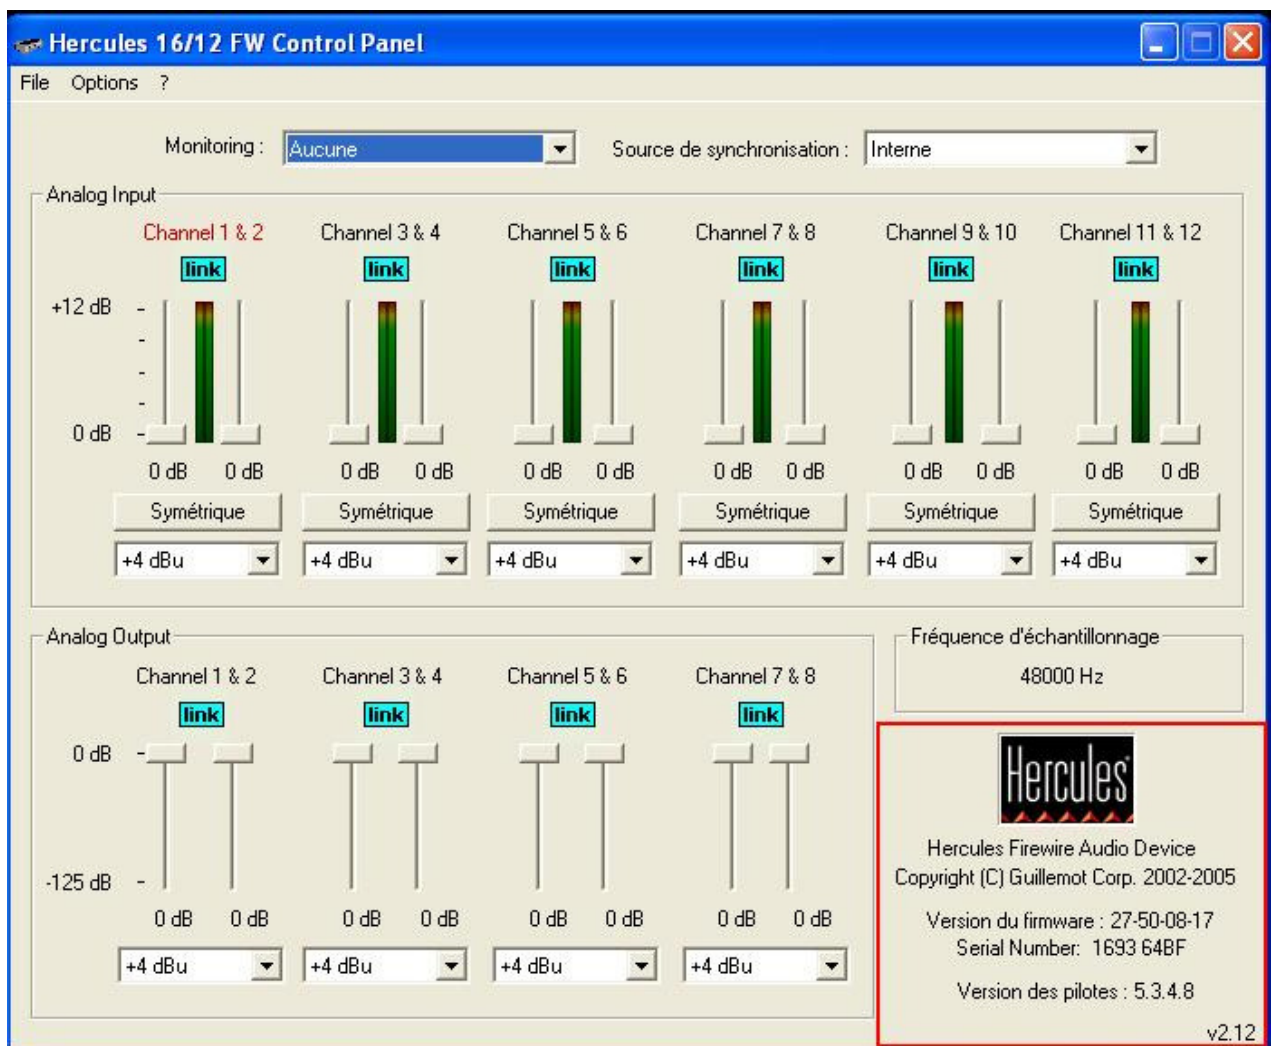 Hercules 16/12 FW Control Panel
File Options ?
Monitoring : Aucune Source de synchronisation : Interne
Analog Input
Channel 1 & 2 Channel 3 & 4 Channel 5 & 6 Channel 7 & 8 Channel 9 & 10 Channel 11 & 12
link link link link link link
+12 dB
0 dB
0 dB 0 dB 0 dB 0 dB 0 dB 0 dB 0 dB 0 dB 0 dB 0 dB 0 dB 0 dB
Symétrique Symétrique Symétrique Symétrique Symétrique Symétrique
+4 dBu +4 dBu +4 dBu +4 dBu +4 dBu +4 dBu
Analog Output
Channel 1 & 2 Channel 3 & 4 Channel 5 & 6 Channel 7 & 8
link link link link
0 dB
-125 dB
0 dB 0 dB 0 dB 0 dB 0 dB 0 dB 0 dB 0 dB
+4 dBu +4 dBu +4 dBu +4 dBu
Fréquence d'échantillonnage
48000 Hz
Hercules
Hercules Firewire Audio Device
Copyright (C) Guillemot Corp. 2002-2005
Version du firmware : 27-50-08-17
Serial Number: 1693 64BF
Version des pilotes : 5.3.4.8
v2.12